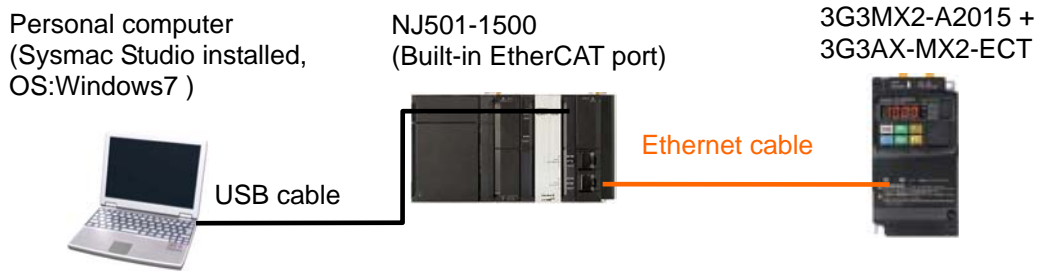 Personal computer
(Sysmac Studio installed,
OS:Windows7 )
NJ501-1500
(Built-in EtherCAT port)
3G3MX2-A2015 +
3G3AX-MX2-ECT
Ethernet cable
USB cable